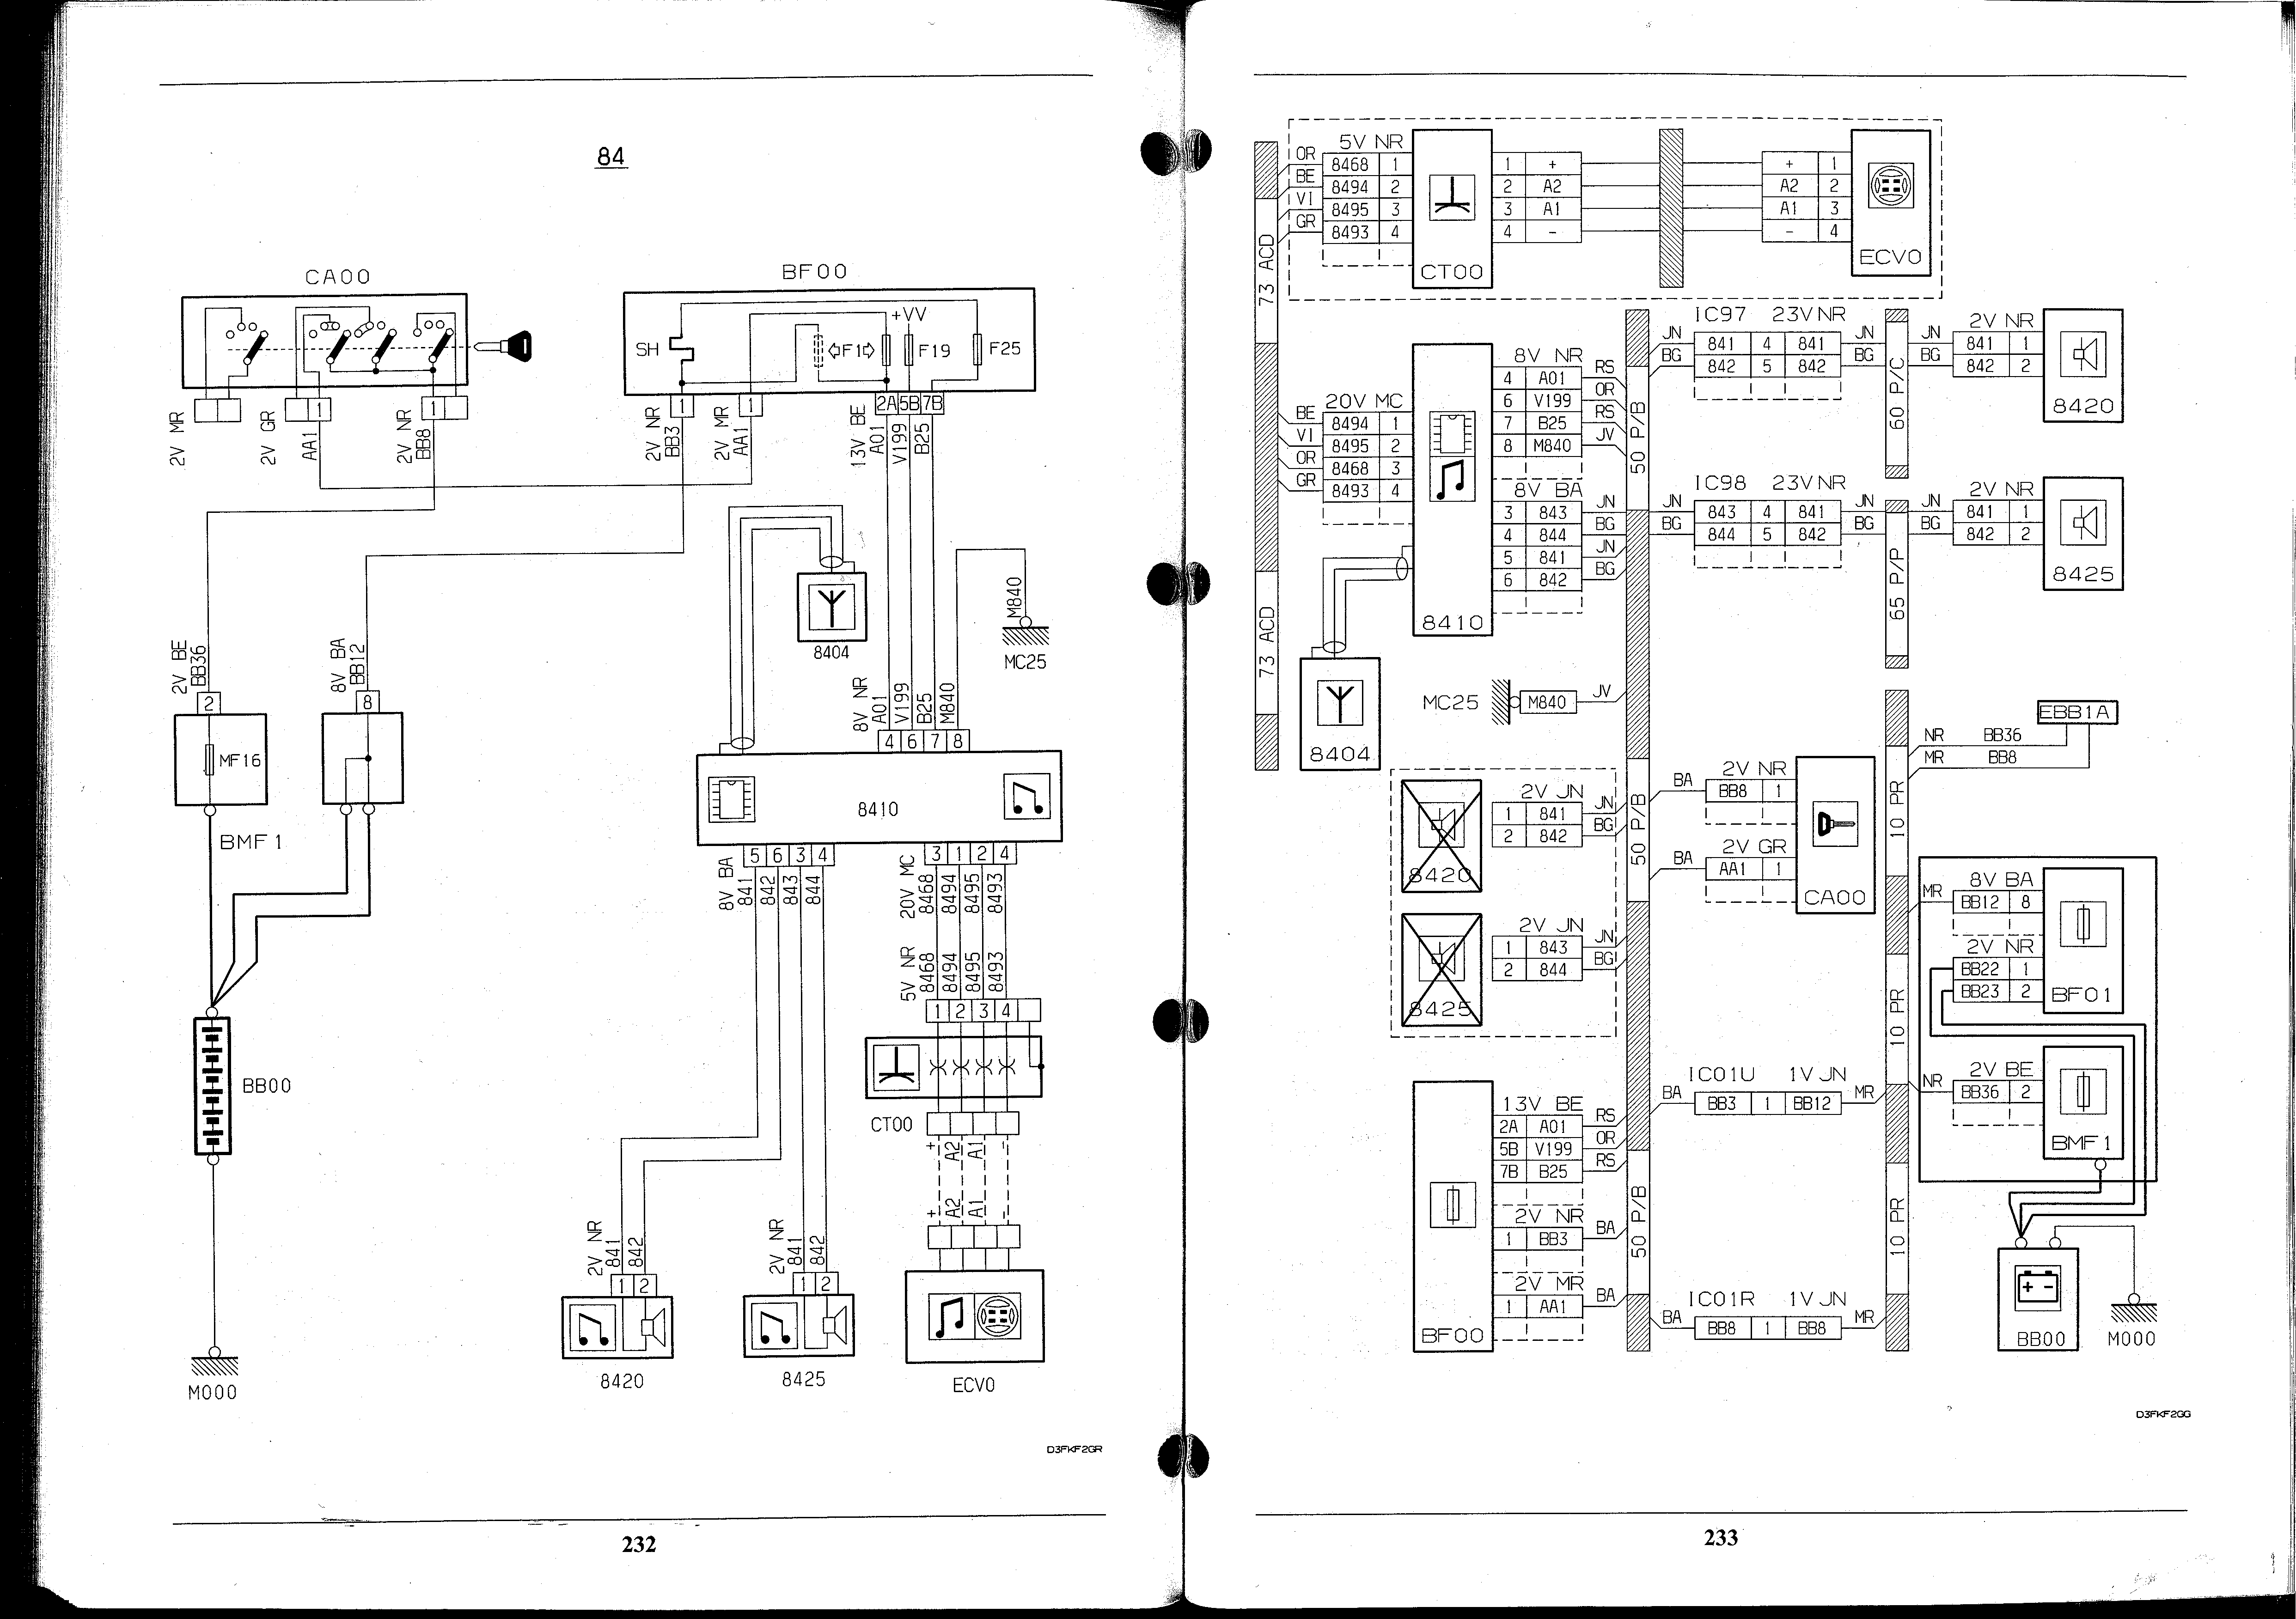 84
CA00
BF00
SH
+VV
F1
F19
F25
1
1
1
1
2A 5B 7B
2V MR
2V GR
AA1
2V NR
BB8
2V NR
BB3
2V MR
AA1
13V BE
A01
V199
B25
8404
M840
MC25
2V BE
BB36
2
MF16
BMF1
8V BA
BB12
8
8V NR
A01
V199
B25
M840
4 6 7 8
8410
5 6 3 4
3 1 2 4
8V BA
841
842
843
844
20V MC
8468
8494
8495
8493
5V NR
8468
8494
8495
8493
1 2 3 4
CT00
+
A2
A1
-
+
A2
A1
-
BB00
M000
2V NR
841
842
1 2
8420
2V NR
841
842
1 2
8425
ECV0
D3FKF2GR
232
73 ACD
73 ACD
5V NR
OR 8468 1
BE 8494 2
VI 8495 3
GR 8493 4
CT00
1 +
2 A2
3 A1
4 -
+ 1
A2 2
A1 3
- 4
ECV0
20V MC
BE 8494 1
VI 8495 2
OR 8468 3
GR 8493 4
8410
8V NR
4 A01 RS
6 V199 OR
7 B25 RS
8 M840 JV
8V BA
3 843 JN
4 844 BG
5 841 JN
6 842 BG
50 P/B
IC97 23V NR
JN 841 4 841 JN
BG 842 5 842 BG
60 P/C
2V NR
JN 841 1
BG 842 2
8420
IC98 23V NR
JN 843 4 841 JN
BG 844 5 842 BG
65 P/P
2V NR
JN 841 1
BG 842 2
8425
8404
MC25
M840 JV
8420
2V JN
1 841 JN
2 842 BG
8425
2V JN
1 843 JN
2 844 BG
50 P/B
2V NR
BA BB8 1
2V GR
BA AA1 1
CA00
10 PR
EBB1A
NR BB36
MR BB8
8V BA
MR BB12 8
2V NR
BB22 1
BB23 2
BF01
10 PR
2V BE
NR BB36 2
BMF1
BF00
13V BE
2A A01 RS
5B V199 OR
7B B25 RS
2V NR
1 BB3 BA
2V MR
1 AA1 BA
50 P/B
IC01U 1V JN
BA BB3 1 BB12 MR
IC01R 1V JN
BA BB8 1 BB8 MR
10 PR
+ -
BB00
M000
D3FKF2GG
233